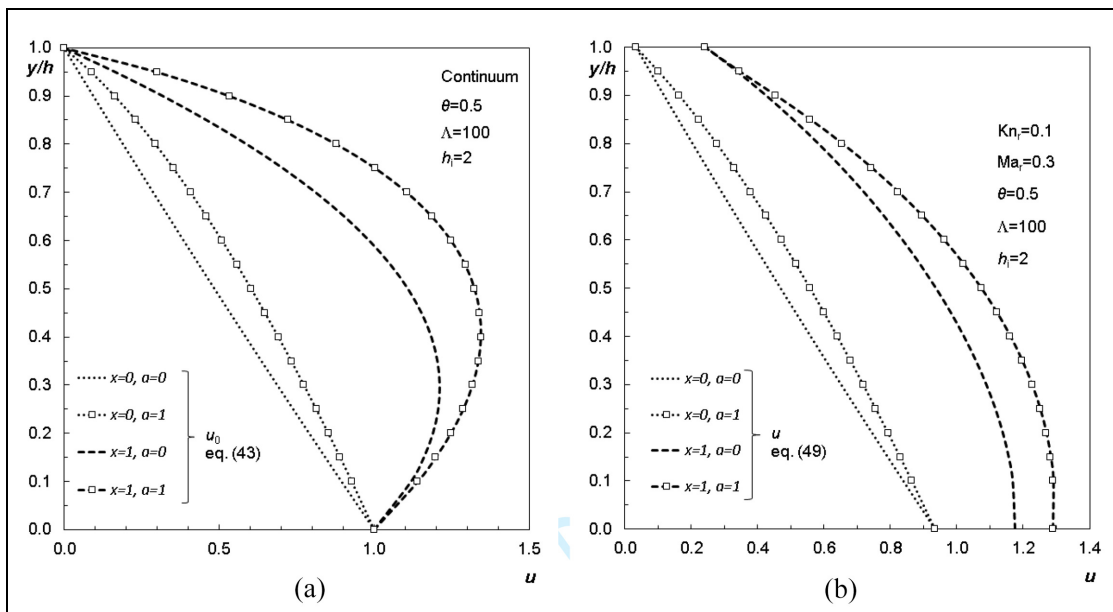 1.0
y/h
0.9
0.8
0.7
0.6
0.5
0.4
0.3
0.2
0.1
0.0
Continuum
θ=0.5
Λ=100
hᵢ=2
x=0, a=0
x=0, a=1
x=1, a=0
x=1, a=1
u₀
eq. (43)
0.0 0.5 1.0 1.5
u
(a)
1.0
y/h
0.9
0.8
0.7
0.6
0.5
0.4
0.3
0.2
0.1
0.0
Knᵣ=0.1
Maᵣ=0.3
θ=0.5
Λ=100
hᵢ=2
x=0, a=0
x=0, a=1
x=1, a=0
x=1, a=1
u
eq. (49)
0.0 0.2 0.4 0.6 0.8 1.0 1.2 1.4
u
(b)